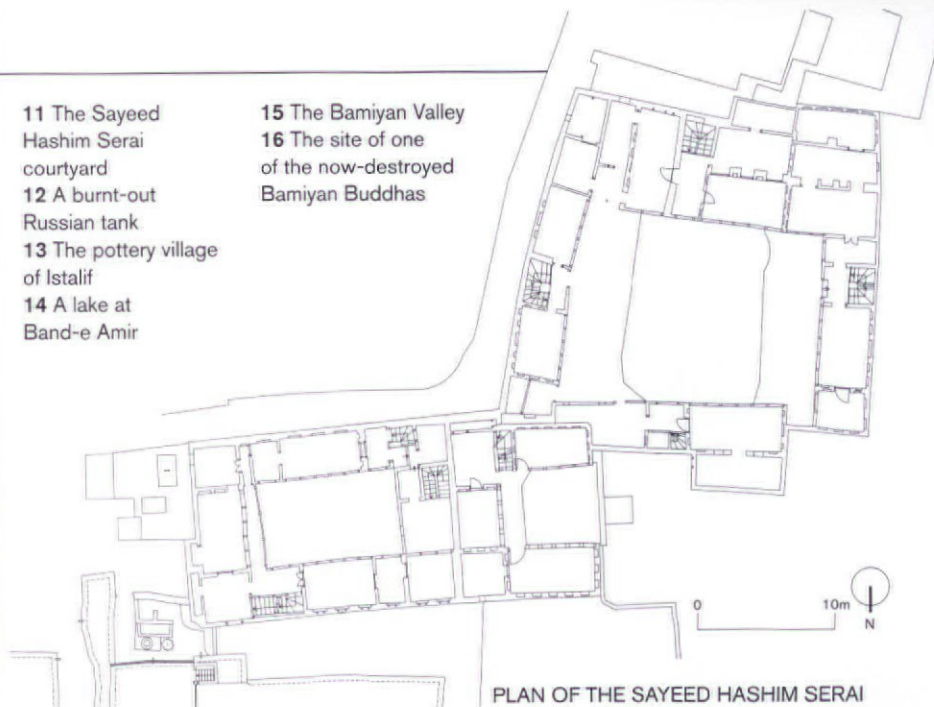 11 The Sayeed
Hashim Serai
courtyard
12 A burnt-out
Russian tank
13 The pottery village
of Istalif
14 A lake at
Band-e Amir
15 The Bamiyan Valley
16 The site of one
of the now-destroyed
Bamiyan Buddhas
0 10m
N
PLAN OF THE SAYEED HASHIM SERAI